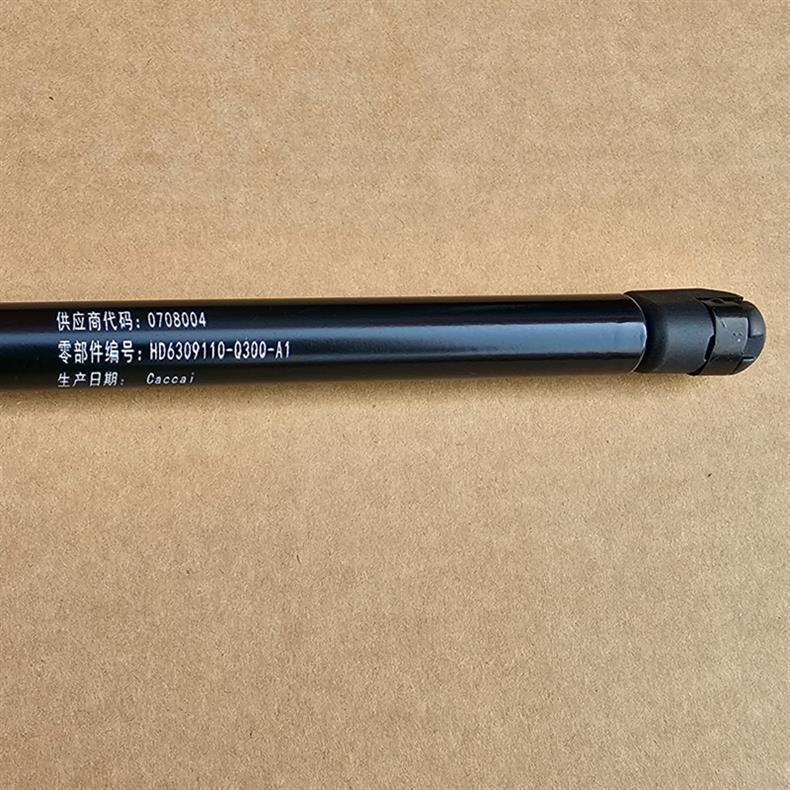 供应商代码: 0708004
零部件编号: HD6309110-Q300-A1
生产日期: Caccai